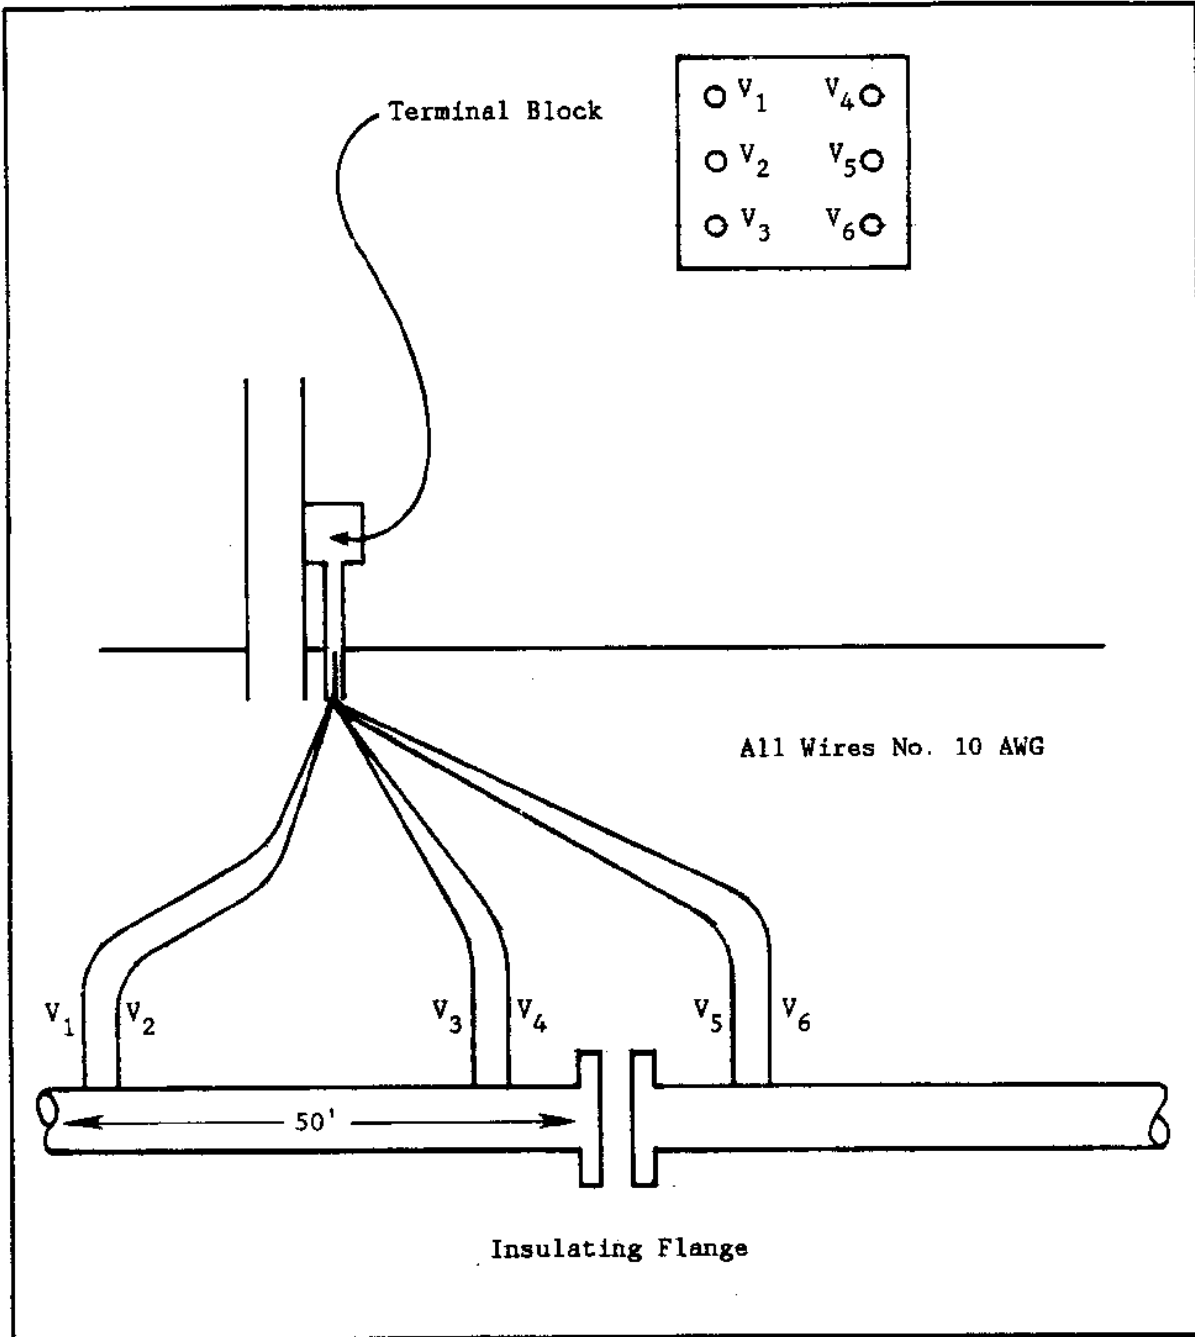 Terminal Block
V1 V4
V2 V5
V3 V6
All Wires No. 10 AWG
V1 V2 V3 V4 V5 V6
50'
Insulating Flange